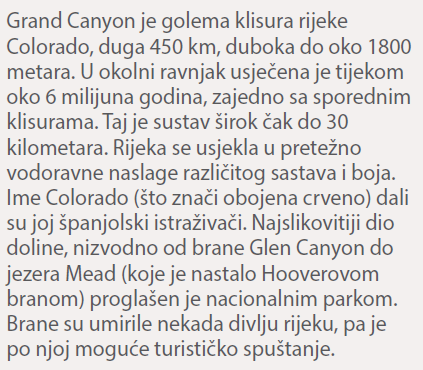 Grand Canyon je golema klisura rijeke
Colorado, duga 450 km, duboka do oko 1800
metara. U okolni ravnjak usječena je tijekom
oko 6 milijuna godina, zajedno sa sporednim
klisurama. Taj je sustav širok čak do 30
kilometara. Rijeka se usjekla u pretežno
vodoravne naslage različitog sastava i boja.
Ime Colorado (što znači obojena crveno) dali
su joj španjolski istraživači. Najslikovitiji dio
doline, nizvodno od brane Glen Canyon do
jezera Mead (koje je nastalo Hooverovom
branom) proglašen je nacionalnim parkom.
Brane su umirile nekada divlju rijeku, pa je
po njoj moguće turističko spuštanje.